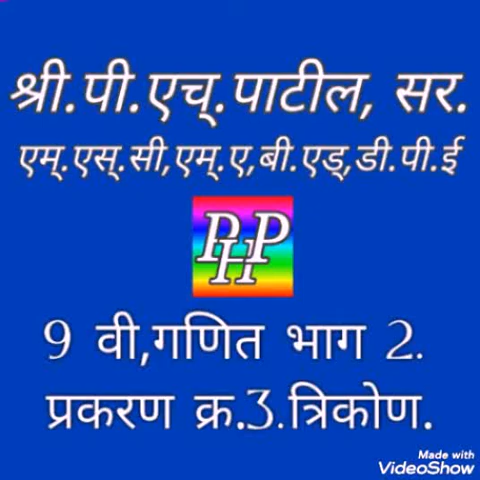 श्री.पी.एच्.पाटील, सर.
एम्.एस्.सी,एम्.ए,बी.एड्,डी.पी.ई
PHP
9 वी,गणित भाग 2.
प्रकरण क्र.3.त्रिकोण.
Made with
VideoShow